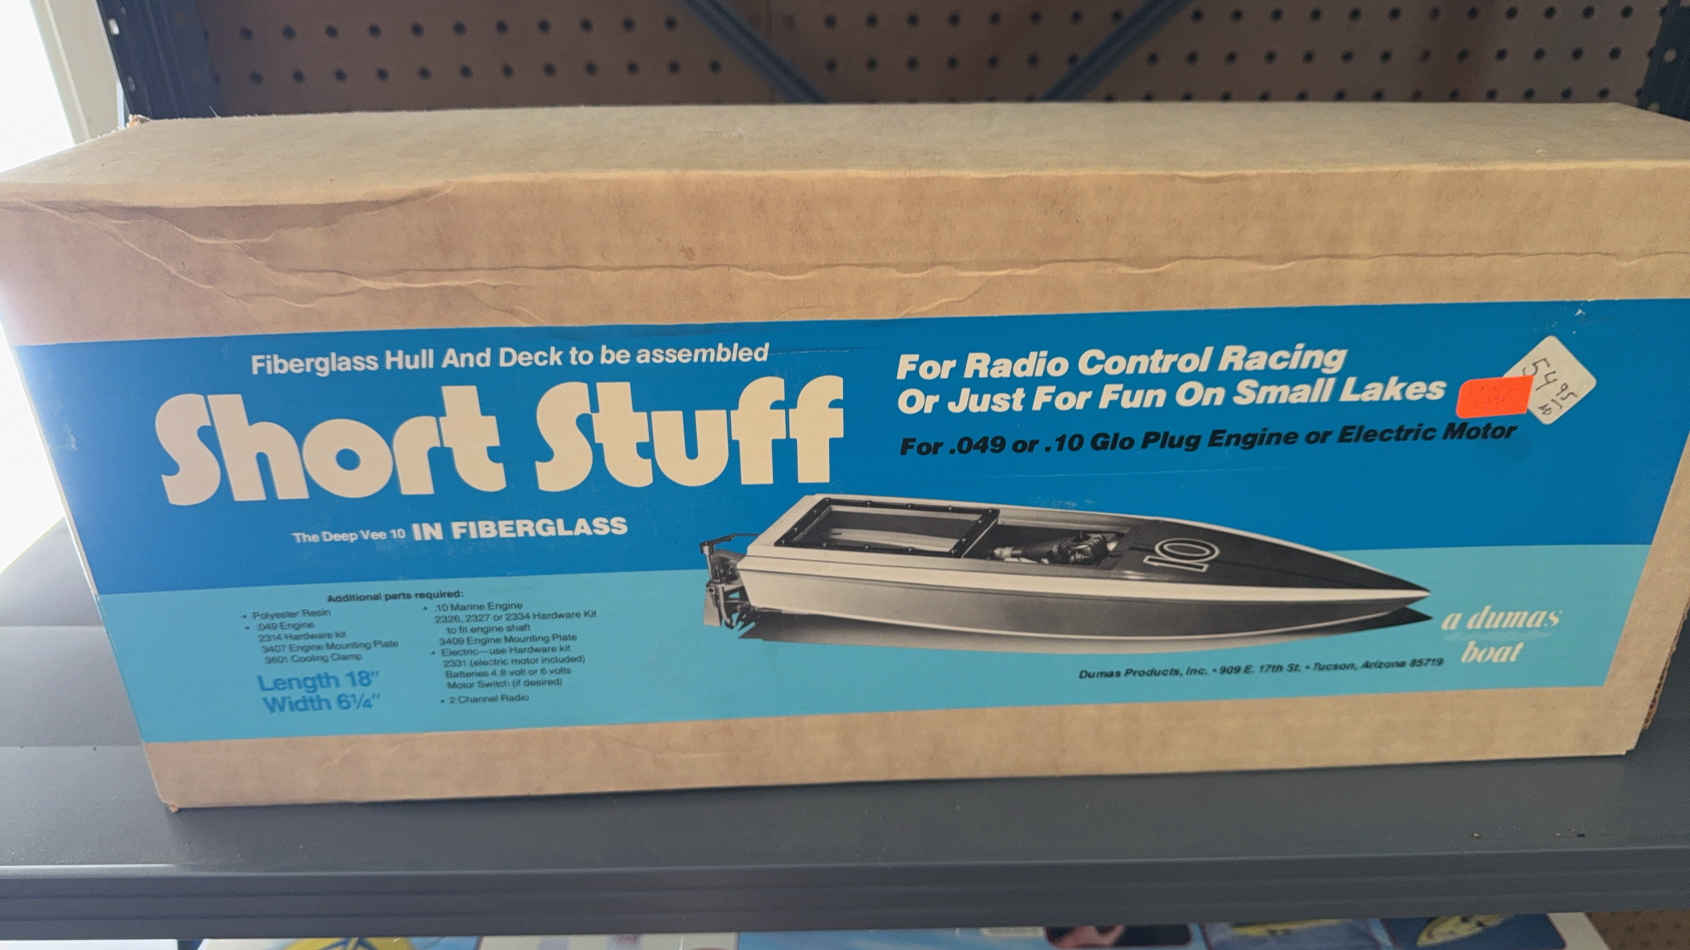 Fiberglass Hull And Deck to be assembled
Short Stuff
The Deep Vee 10 IN FIBERGLASS
For Radio Control Racing
Or Just For Fun On Small Lakes
For .049 or .10 Glo Plug Engine or Electric Motor
5495
10
Additional parts required:
• Polyester Resin
• .049 Engine
2314 Hardware kit
3407 Engine Mounting Plate
3601 Cooling Clamp
• .10 Marine Engine
2326, 2327 or 2334 Hardware Kit
to fit engine shaft
3409 Engine Mounting Plate
• Electric—use Hardware kit
2331 (electric motor included)
Batteries 4.8 volt or 6 volts
Motor Switch (if desired)
• 2 Channel Radio
Length 18"
Width 6¼"
a dumas
boat
Dumas Products, Inc. • 909 E. 17th St. • Tucson, Arizona 85719